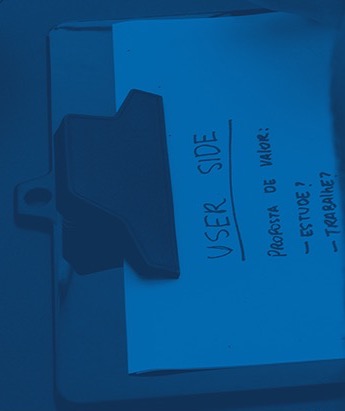 USER SIDE
PROPOSTA DE VALOR:
- ESTUDE?
- TRABALHE?